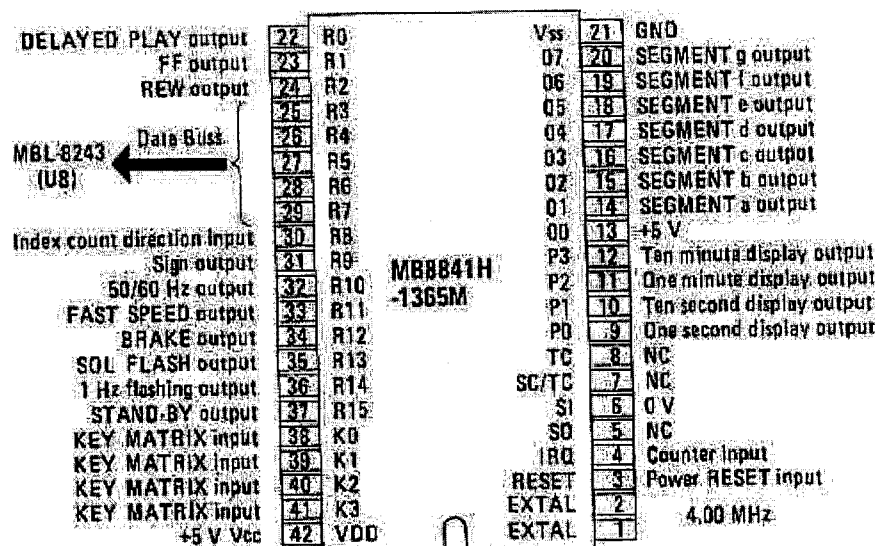 DELAYED PLAY output 22 R0 Vss 21 GND
FF output 23 R1 07 20 SEGMENT g output
REW output 24 R2 06 19 SEGMENT f output
25 R3 05 18 SEGMENT e output
Data Buss 26 R4 04 17 SEGMENT d output
MBL-8243 27 R5 03 16 SEGMENT c output
(U8) 28 R6 02 15 SEGMENT b output
29 R7 01 14 SEGMENT a output
Index count direction input 30 R8 00 13 +5 V
Sign output 31 R9 P3 12 Ten minute display output
MB8841H
50/60 Hz output 32 R10 P2 11 One minute display output
-1365M
FAST SPEED output 33 R11 P1 10 Ten second display output
BRAKE output 34 R12 P0 9 One second display output
SOL FLASH output 35 R13 TC 8 NC
1 Hz flashing output 36 R14 SC/TC 7 NC
STAND-BY output 37 R15 SI 6 0 V
KEY MATRIX input 38 K0 SO 5 NC
KEY MATRIX input 39 K1 IRQ 4 Counter input
KEY MATRIX input 40 K2 RESET 3 Power RESET input
KEY MATRIX input 41 K3 EXTAL 2 4.00 MHz
+5 V Vcc 42 VDD EXTAL 1